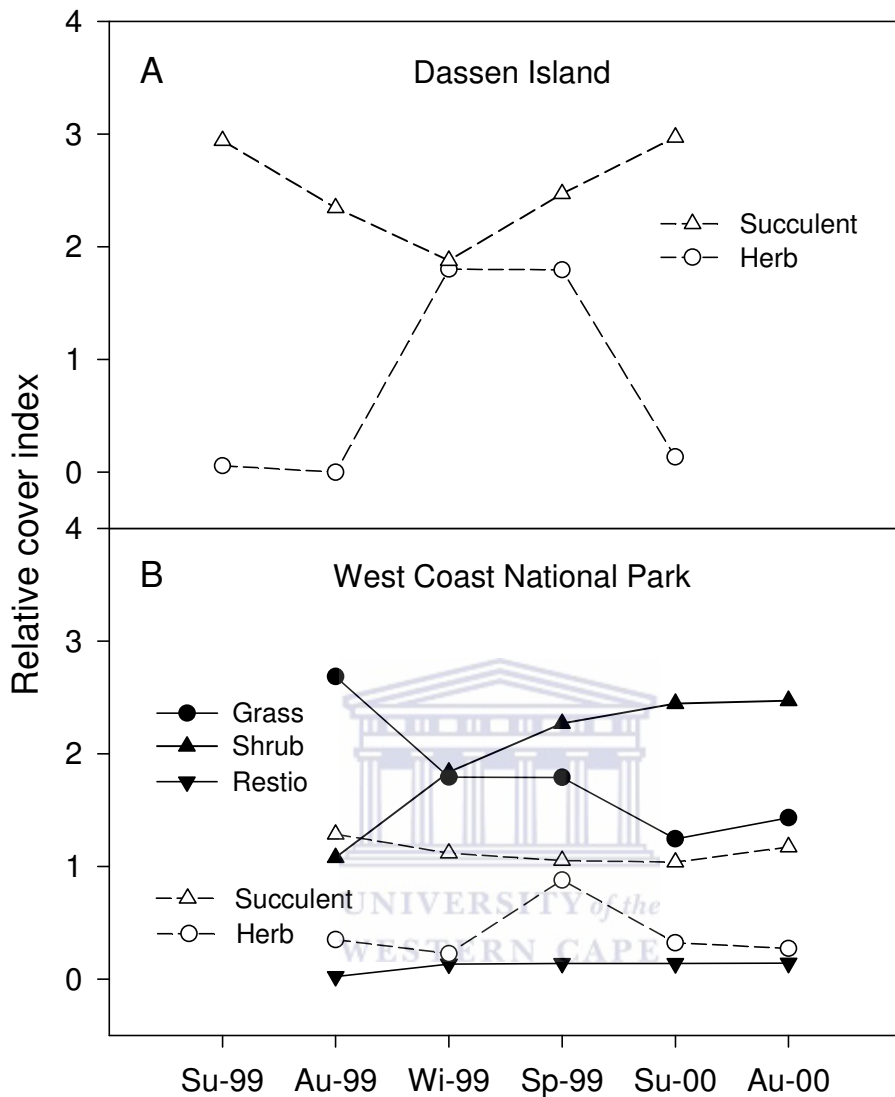 Relative cover index
4
A
Dassen Island
3
2
1
0
Succulent
Herb
4
B
West Coast National Park
3
2
1
0
Grass
Shrub
Restio
Succulent
Herb
UNIVERSITY of the
WESTERN CAPE
Su-99 Au-99 Wi-99 Sp-99 Su-00 Au-00